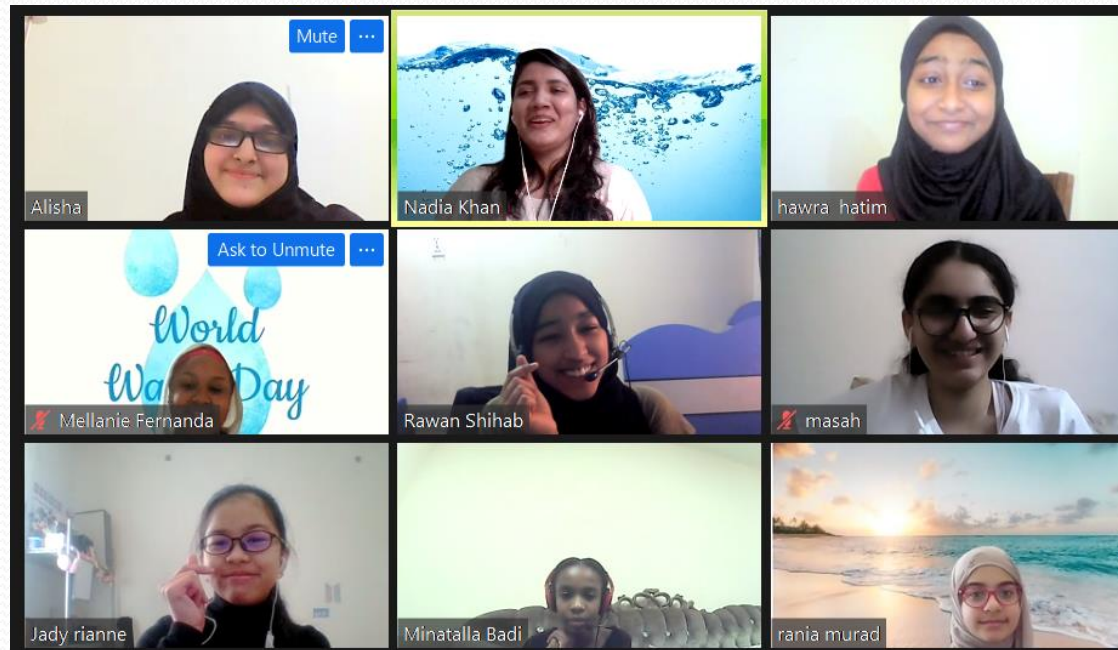 Mute ...
Alisha
Nadia Khan
hawra hatim
Ask to Unmute ...
World
Wa Day
Mellanie Fernanda
Rawan Shihab
masah
Jady rianne
Minatalla Badi
rania murad